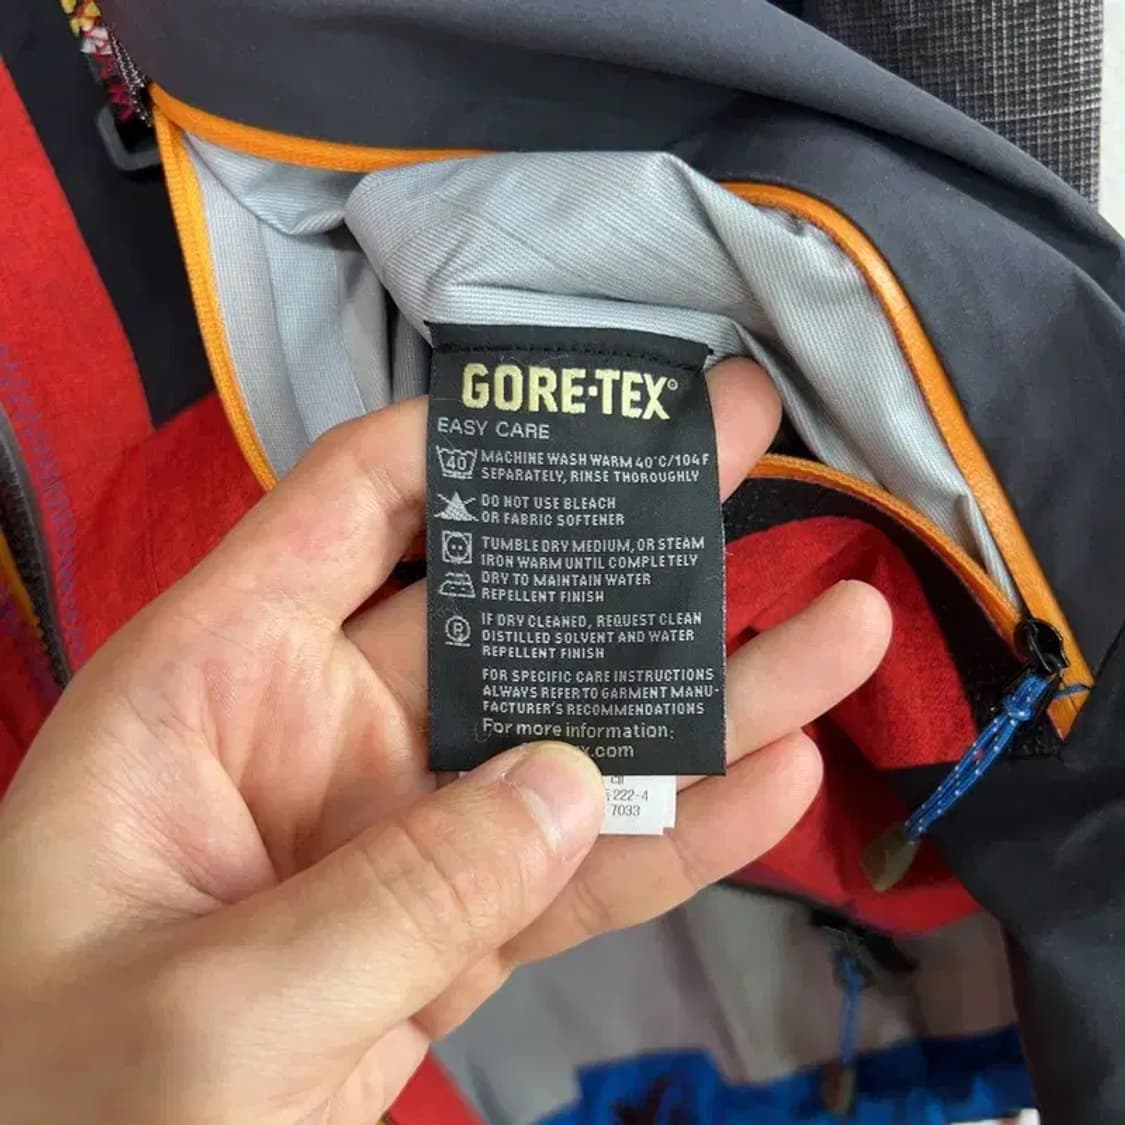 GORE-TEX®
EASY CARE
40 MACHINE WASH WARM 40°C/104F
SEPARATELY, RINSE THOROUGHLY
DO NOT USE BLEACH
OR FABRIC SOFTENER
TUMBLE DRY MEDIUM, OR STEAM
IRON WARM UNTIL COMPLETELY
DRY TO MAINTAIN WATER
REPELLENT FINISH
IF DRY CLEANED, REQUEST CLEAN
P DISTILLED SOLVENT AND WATER
REPELLENT FINISH
FOR SPECIFIC CARE INSTRUCTIONS
ALWAYS REFER TO GARMENT MANU-
FACTURER'S RECOMMENDATIONS
For more information:
x.com
222-4
7033